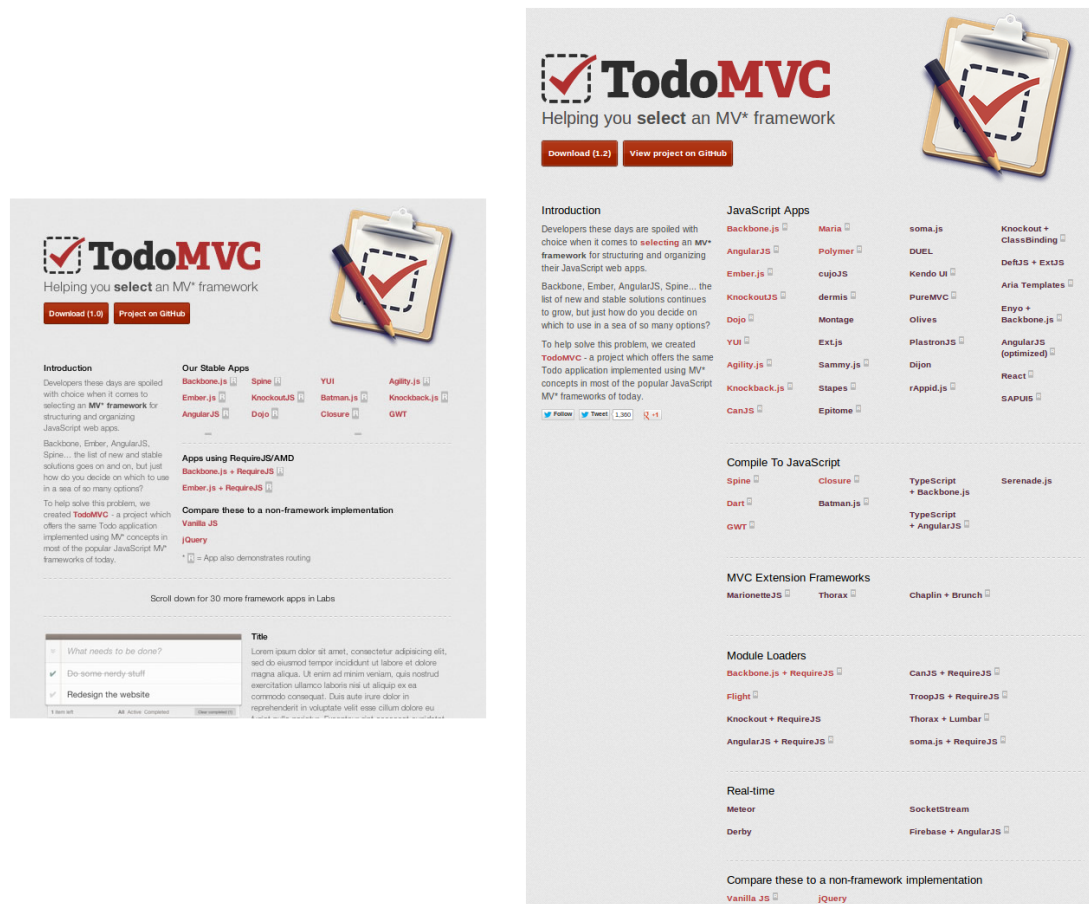 TodoMVC
Helping you select an MV* framework
Download (1.0) Project on GitHub
Introduction
Developers these days are spoiled
with choice when it comes to
selecting an MV* framework for
structuring and organizing
JavaScript web apps.
Backbone, Ember, AngularJS,
Spine... the list of new and stable
solutions goes on and on, but just
how do you decide on which to use
in a sea of so many options?
To help solve this problem, we
created TodoMVC - a project which
offers the same Todo application
implemented using MV* concepts in
most of the popular JavaScript MV*
frameworks of today.
Our Stable Apps
Backbone.js Spine YUI Agility.js
Ember.js KnockoutJS Batman.js Knockback.js
AngularJS Dojo Closure GWT
Apps using RequireJS/AMD
Backbone.js + RequireJS
Ember.js + RequireJS
Compare these to a non-framework implementation
Vanilla JS
jQuery
* = App also demonstrates routing
Scroll down for 30 more framework apps in Labs
What needs to be done?
Do some nerdy stuff
Redesign the website
1 item left All Active Completed Clear completed (1)
Title
Lorem ipsum dolor sit amet, consectetur adipisicing elit,
sed do eiusmod tempor incididunt ut labore et dolore
magna aliqua. Ut enim ad minim veniam, quis nostrud
exercitation ullamco laboris nisi ut aliquip ex ea
commodo consequat. Duis aute irure dolor in
reprehenderit in voluptate velit esse cillum dolore eu
TodoMVC
Helping you select an MV* framework
Download (1.2) View project on GitHub
Introduction
Developers these days are spoiled with
choice when it comes to selecting an MV*
framework for structuring and organizing
their JavaScript web apps.
Backbone, Ember, AngularJS, Spine... the
list of new and stable solutions continues
to grow, but just how do you decide on
which to use in a sea of so many options?
To help solve this problem, we created
TodoMVC - a project which offers the same
Todo application implemented using MV*
concepts in most of the popular JavaScript
MV* frameworks of today.
Follow Tweet 1,360 +1
JavaScript Apps
Backbone.js
AngularJS
Ember.js
KnockoutJS
Dojo
YUI
Agility.js
Knockback.js
CanJS
Maria
Polymer
cujoJS
dermis
Montage
Ext.js
Sammy.js
Stapes
Epitome
soma.js
DUEL
Kendo UI
PureMVC
Olives
PlastronJS
Dijon
rAppid.js
Knockout +
ClassBinding
DeftJS + ExtJS
Aria Templates
Enyo +
Backbone.js
AngularJS
(optimized)
React
SAPUI5
Compile To JavaScript
Spine
Dart
GWT
Closure
Batman.js
TypeScript
+ Backbone.js
TypeScript
+ AngularJS
Serenade.js
MVC Extension Frameworks
MarionetteJS Thorax Chaplin + Brunch
Module Loaders
Backbone.js + RequireJS
Flight
Knockout + RequireJS
AngularJS + RequireJS
CanJS + RequireJS
TroopJS + RequireJS
Thorax + Lumbar
soma.js + RequireJS
Real-time
Meteor SocketStream
Derby Firebase + AngularJS
Compare these to a non-framework implementation
Vanilla JS jQuery